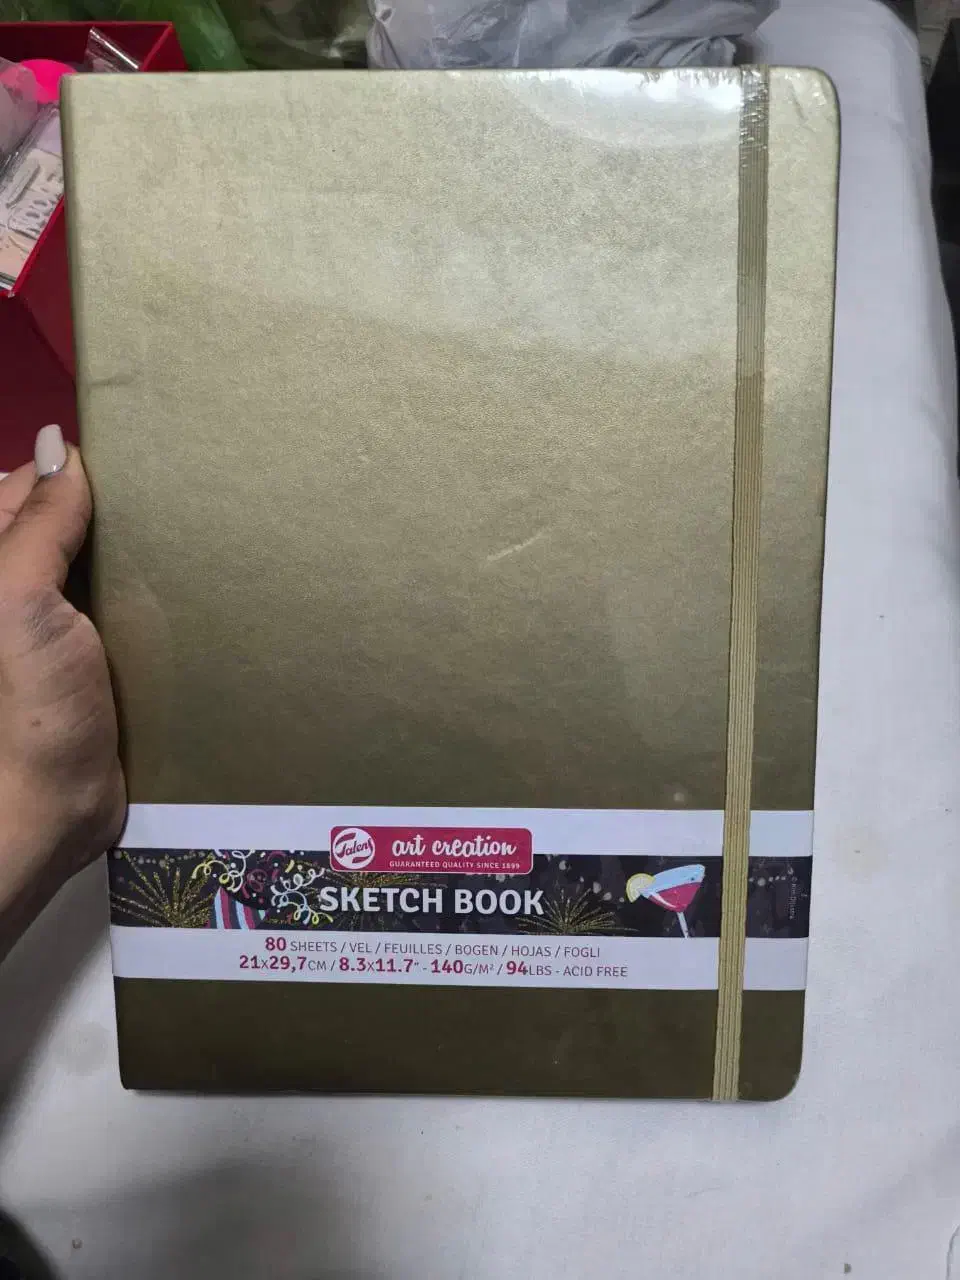 Talens
art creation
GUARANTEED QUALITY SINCE 1899
SKETCH BOOK
80 SHEETS / VEL / FEUILLES / BOGEN / HOJAS / FOGLI
21X29,7CM / 8.3X11.7" - 140G/M² / 94LBS - ACID FREE